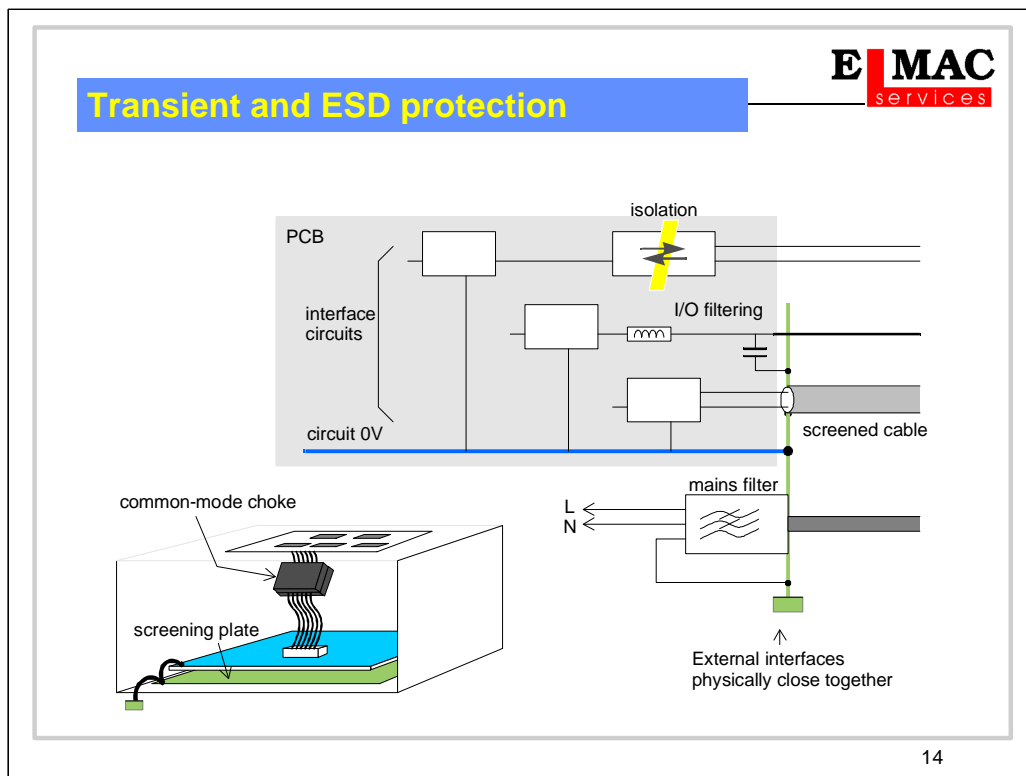 ELMAC
services
Transient and ESD protection
isolation
PCB
I/O filtering
interface
circuits
circuit 0V
screened cable
mains filter
L
N
common-mode choke
screening plate
External interfaces
physically close together
14